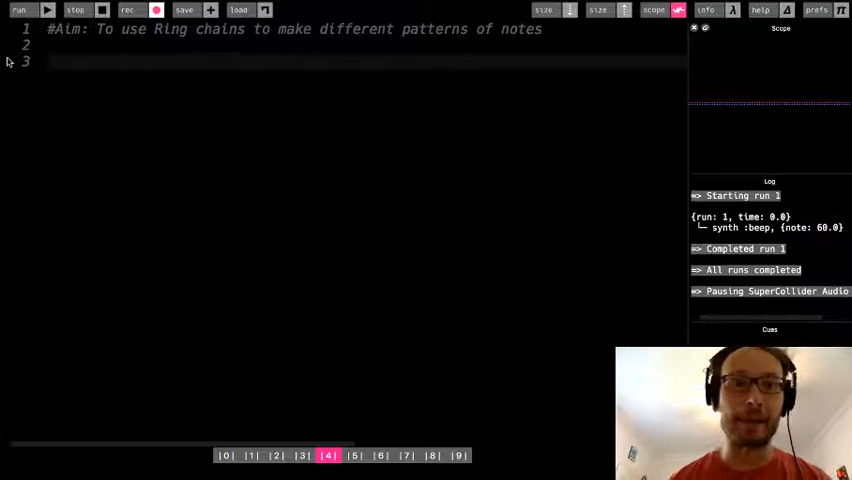 run stop rec save load size size scope info help prefs
1 #Aim: To use Ring chains to make different patterns of notes
2
3
Scope
Log
=> Starting run 1
{run: 1, time: 0.0}
└─ synth :beep, {note: 60.0}
=> Completed run 1
=> All runs completed
=> Pausing SuperCollider Audio
Cues
|0| |1| |2| |3| |4| |5| |6| |7| |8| |9|